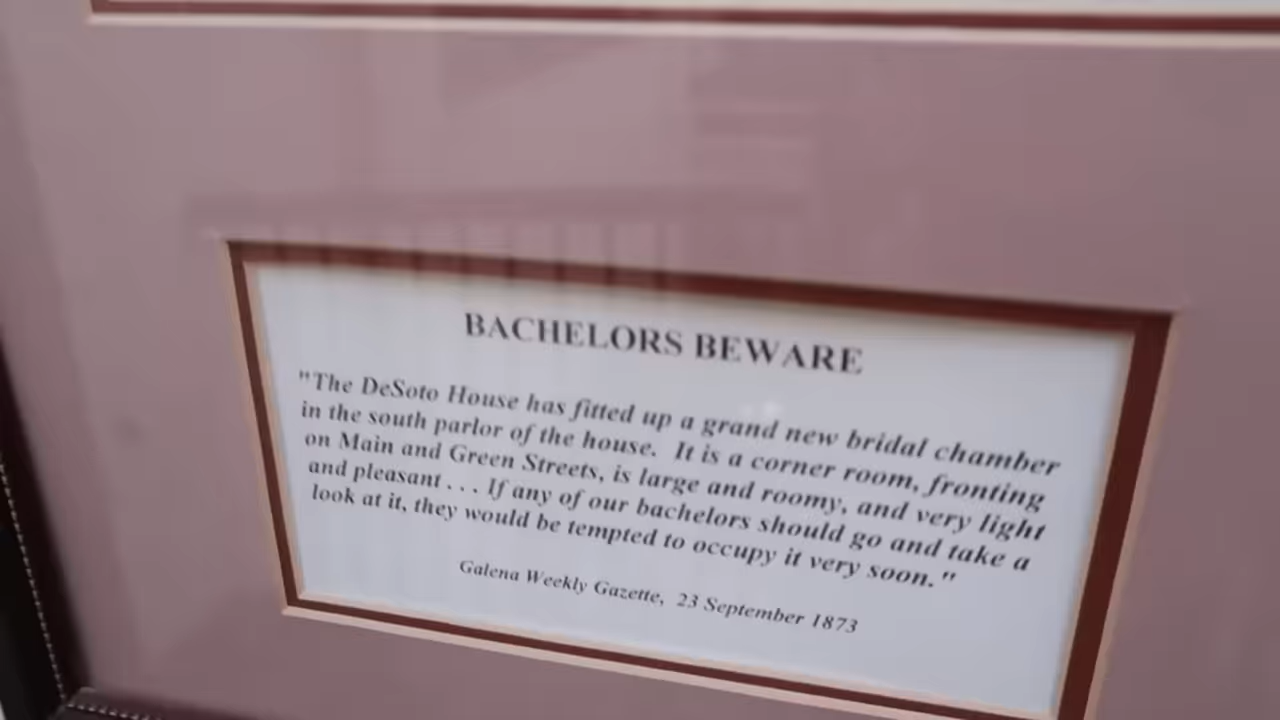 BACHELORS BEWARE
"The DeSoto House has fitted up a grand new bridal chamber
in the south parlor of the house. It is a corner room, fronting
on Main and Green Streets, is large and roomy, and very light
and pleasant . . . If any of our bachelors should go and take a
look at it, they would be tempted to occupy it very soon."
Galena Weekly Gazette, 23 September 1873